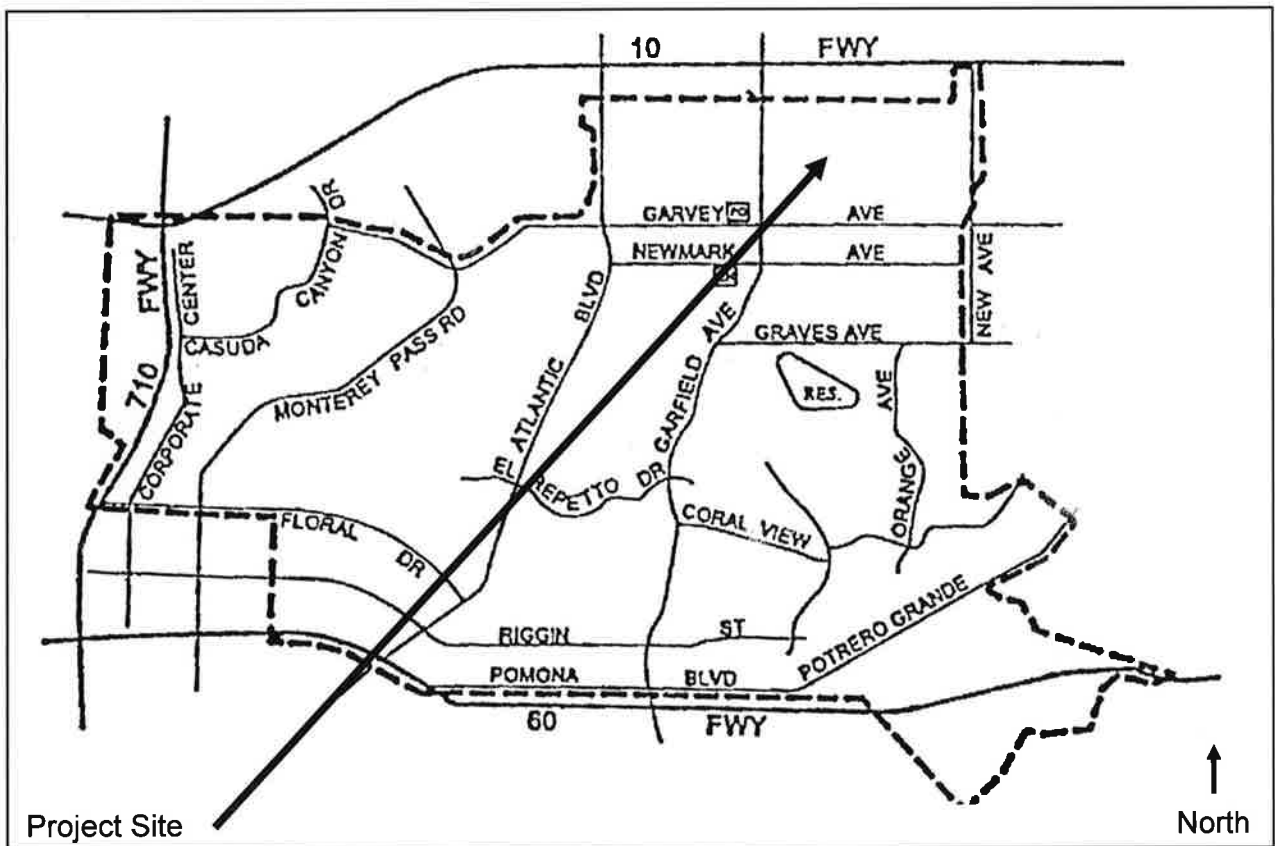 10 FWY
GARVEY AVE
NEWMARK AVE
NEW AVE
GRAVES AVE
RES.
CANYON DR
CASUDA
CORPORATE CENTER
710 FWY
MONTEREY PASS RD
ATLANTIC BLVD
GARFIELD AVE
ORANGE AVE
EL REPETTO DR
CORAL VIEW
FLORAL DR
RIGGIN ST
POTRERO GRANDE
POMONA BLVD
60 FWY
Project Site
North